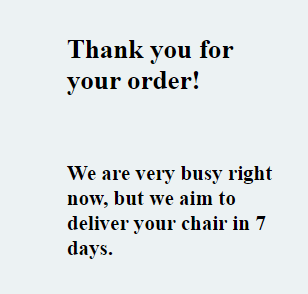 Thank you for
your order!
We are very busy right
now, but we aim to
deliver your chair in 7
days.